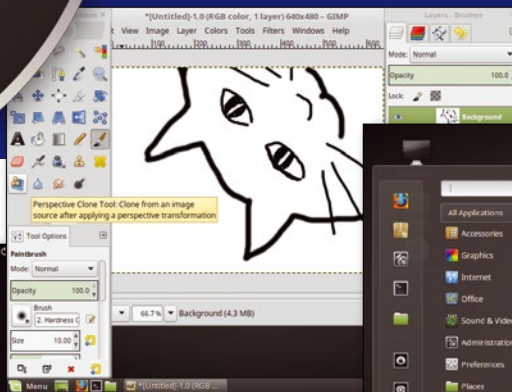 *[Untitled]-1.0 (RGB color, 1 layer) 640x480 – GIMP
View Image Layer Colors Tools Filters Windows Help
Layers - Brushes
Mode: Normal
Opacity 100.0
Lock:
Background
Perspective Clone Tool: Clone from an image
source after applying a perspective transformation
Tool Options
Paintbrush
Mode: Normal
Opacity 100.0
Brush
2. Hardness
Size 10.00
66.7% Background (4.3 MB)
All Applications
Accessories
Graphics
Internet
Office
Sound & Video
Administration
Preferences
Places
Menu
*[Untitled]-1.0 (RGB ...